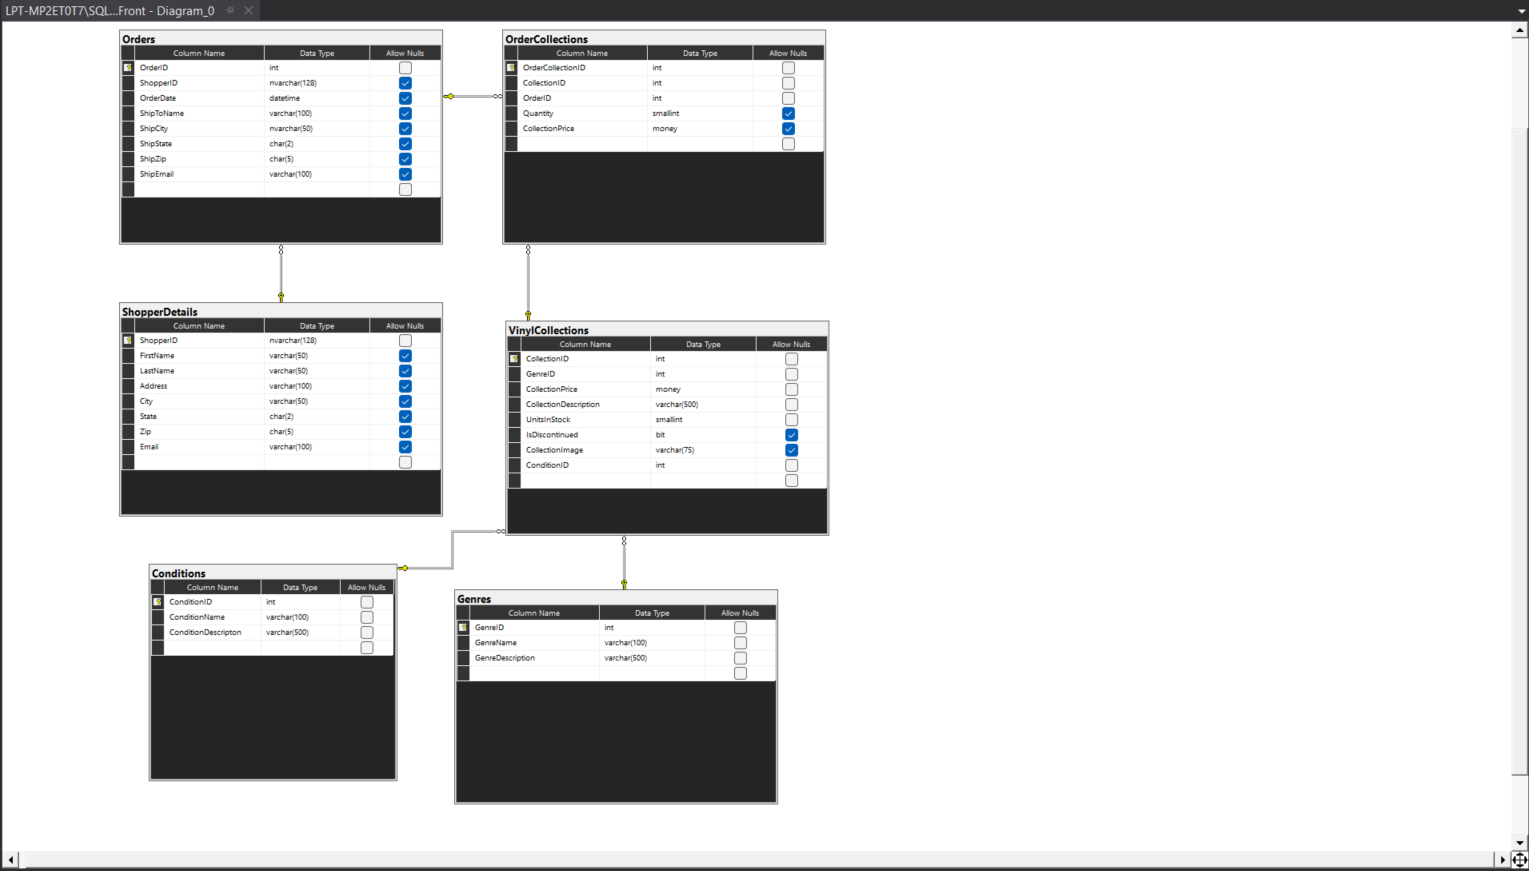 LPT-MP2ET0T7\SQL...Front - Diagram_0
Orders
Column Name Data Type Allow Nulls
OrderID int
ShopperID nvarchar(128)
OrderDate datetime
ShipToName varchar(100)
ShipCity nvarchar(50)
ShipState char(2)
ShipZip char(5)
ShipEmail varchar(100)
OrderCollections
Column Name Data Type Allow Nulls
OrderCollectionID int
CollectionID int
OrderID int
Quantity smallint
CollectionPrice money
ShopperDetails
Column Name Data Type Allow Nulls
ShopperID nvarchar(128)
FirstName varchar(50)
LastName varchar(50)
Address varchar(100)
City varchar(50)
State char(2)
Zip char(5)
Email varchar(100)
VinylCollections
Column Name Data Type Allow Nulls
CollectionID int
GenreID int
CollectionPrice money
CollectionDescription varchar(500)
UnitsInStock smallint
IsDiscontinued bit
CollectionImage varchar(75)
ConditionID int
Conditions
Column Name Data Type Allow Nulls
ConditionID int
ConditionName varchar(100)
ConditionDescripton varchar(500)
Genres
Column Name Data Type Allow Nulls
GenreID int
GenreName varchar(100)
GenreDescription varchar(500)